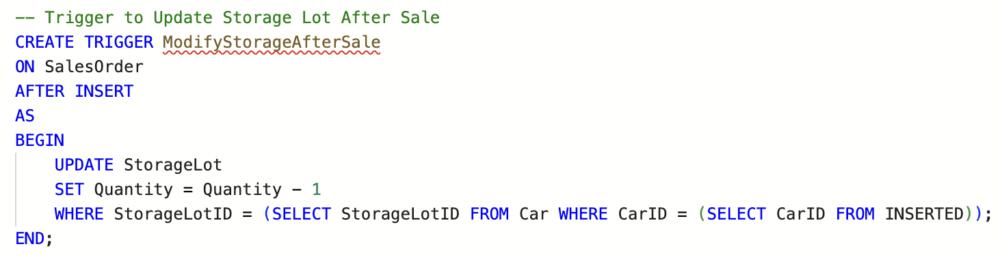 -- Trigger to Update Storage Lot After Sale
CREATE TRIGGER ModifyStorageAfterSale
ON SalesOrder
AFTER INSERT
AS
BEGIN
    UPDATE StorageLot
    SET Quantity = Quantity - 1
    WHERE StorageLotID = (SELECT StorageLotID FROM Car WHERE CarID = (SELECT CarID FROM INSERTED));
END;